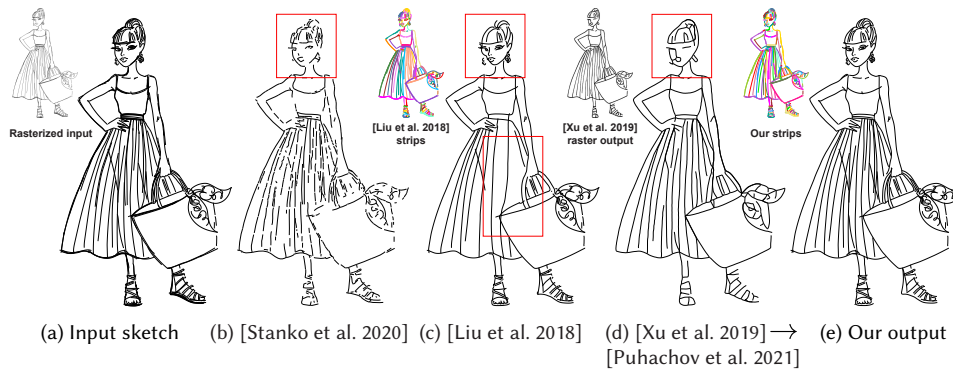 Rasterized input
[Liu et al. 2018]
strips
[Xu et al. 2019]
raster output
Our strips
(a) Input sketch
(b) [Stanko et al. 2020]
(c) [Liu et al. 2018]
(d) [Xu et al. 2019]→
[Puhachov et al. 2021]
(e) Our output